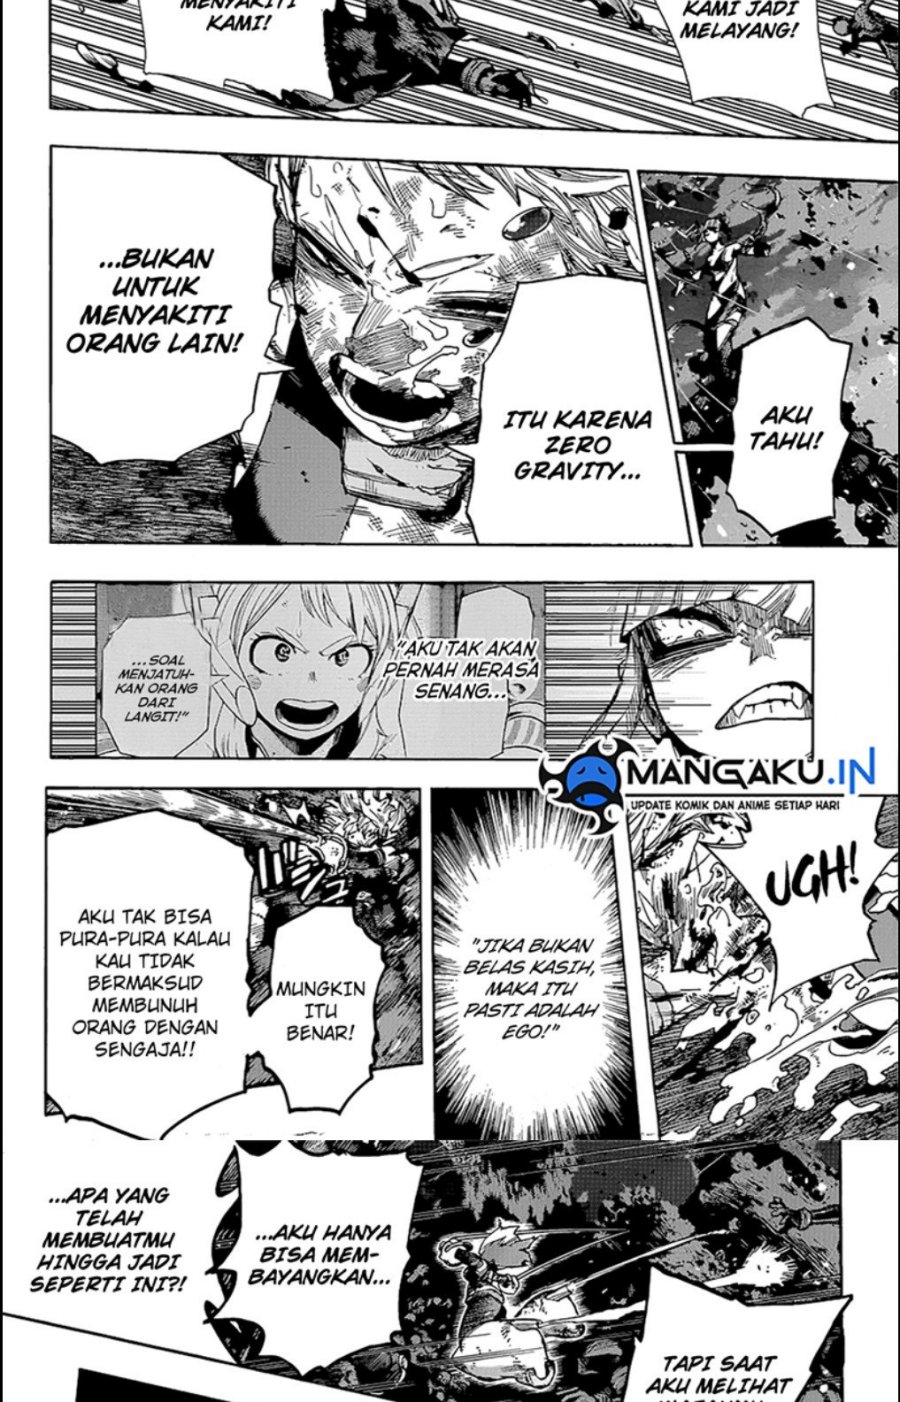 KAMI JADI
MELAYANG!
MENYAKITI
KAMI!
AKU
TAHU!
ITU KARENA
ZERO
GRAVITY...
...BUKAN
UNTUK
MENYAKITI
ORANG LAIN!
"AKU TAK AKAN
PERNAH MERASA
SENANG...
...SOAL
MENJATUH-
KAN ORANG
DARI
LANGIT!"
MANGAKU.IN
UPDATE KOMIK DAN ANIME SETIAP HARI
UGH!
"JIKA BUKAN
BELAS KASIH,
MAKA ITU
PASTI ADALAH
EGO!"
MUNGKIN
ITU
BENAR!
AKU TAK BISA
PURA-PURA KALAU
KAU TIDAK
BERMAKSUD
MEMBUNUH
ORANG DENGAN
SENGAJA!!
TAPI SAAT
AKU MELIHAT
...AKU HANYA
BISA MEM-
BAYANGKAN...
...APA YANG
TELAH
MEMBUATMU
HINGGA JADI
SEPERTI INI?!